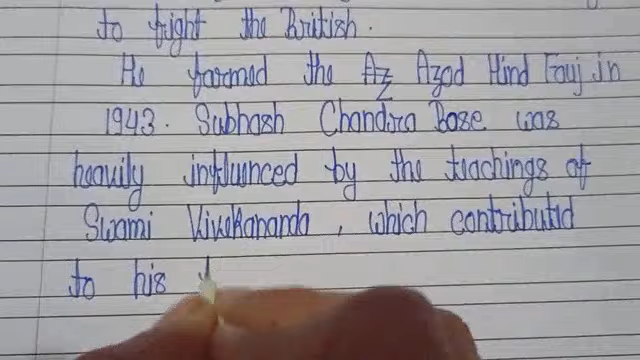 to fright the British.
He formed the Az Azad Hind Fauj in
1943. Subhash Chandra Bose was
heavily influenced by the teachings of
Swami Vivekananda, which contributed
to his